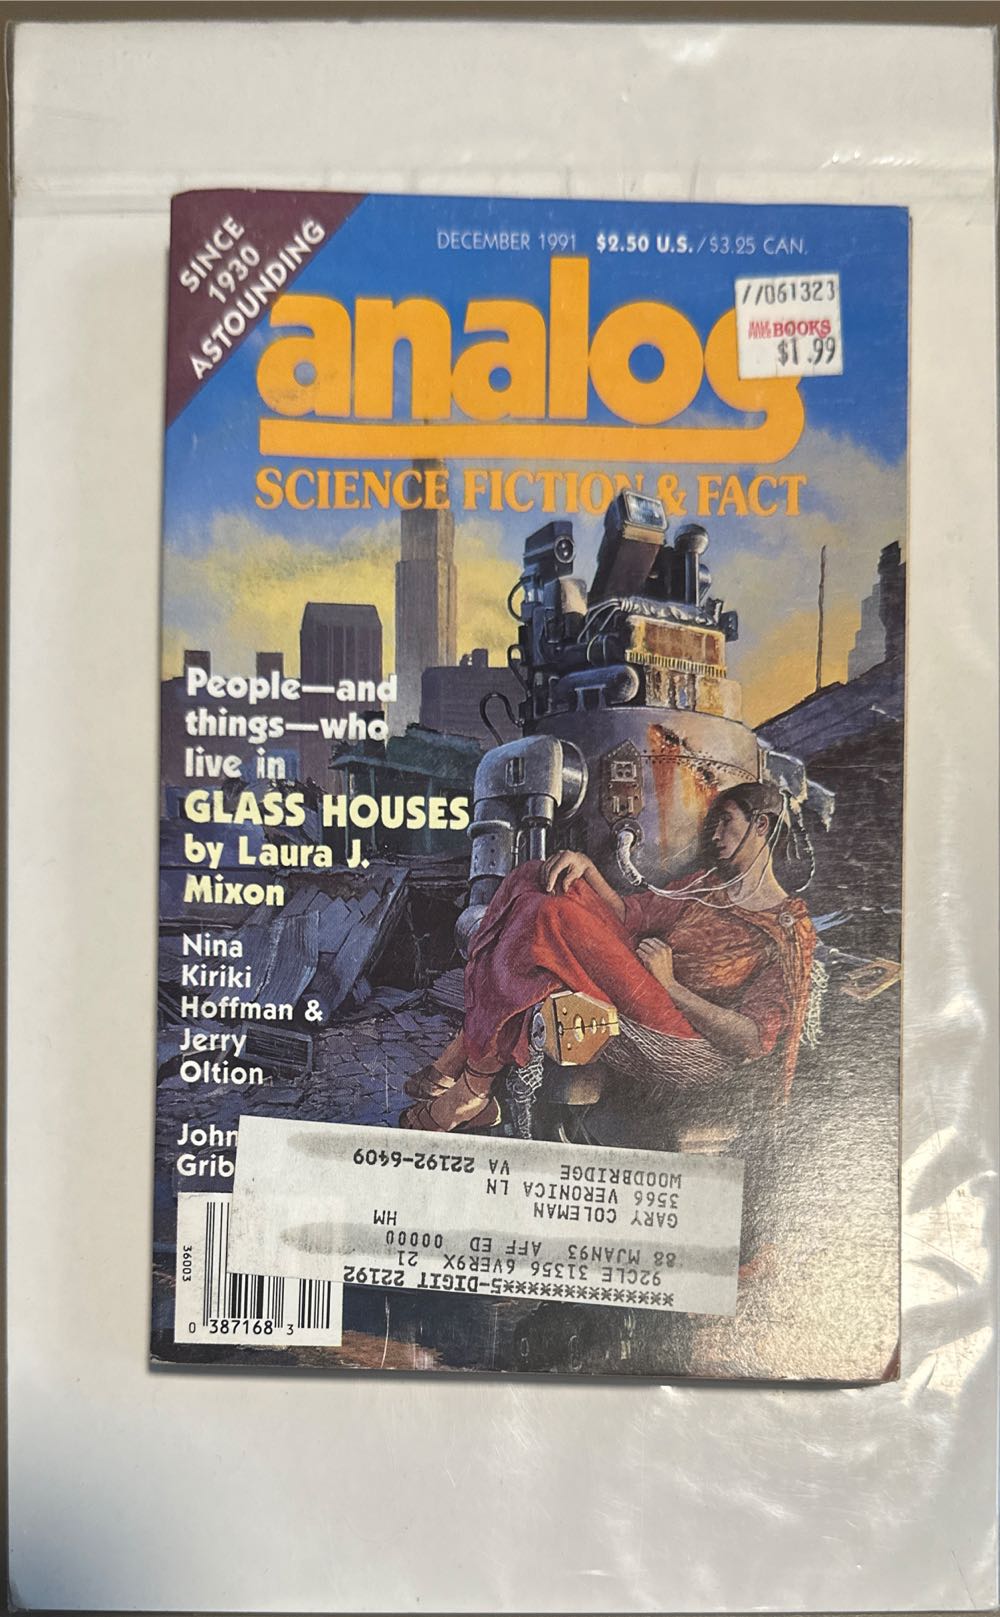 SINCE
1930
ASTOUNDING
DECEMBER 1991 $2.50 U.S./$3.25 CAN.
analog
//061323
HALF PRICE BOOKS
$1.99
SCIENCE FICTION & FACT
People—and
things—who
live in
GLASS HOUSES
by Laura J.
Mixon
Nina
Kiriki
Hoffman &
Jerry
Oltion
John
Grib
****************5-DIGIT 22192
92CLE 31356 6VER9X 21
88 MJAN93 AFF ED 00000
GARY COLEMAN HM
3566 VERONICA LN
WOODBRIDGE VA 22192-6409
36003
0 387168 3